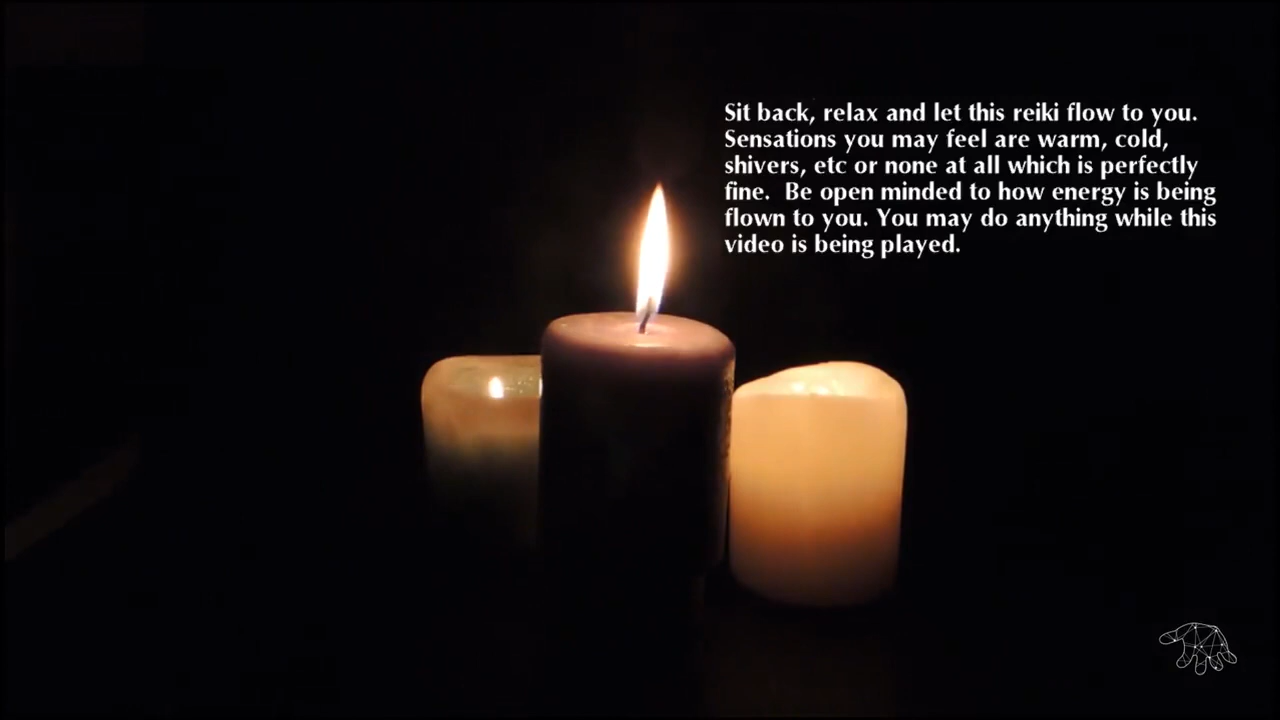 Sit back, relax and let this reiki flow to you.
Sensations you may feel are warm, cold,
shivers, etc or none at all which is perfectly
fine.  Be open minded to how energy is being
flown to you. You may do anything while this
video is being played.